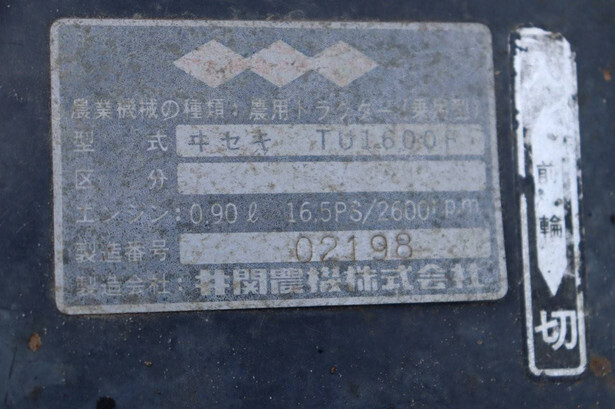 農業機械の種類:農用トラクター(乗用型)
型式 ヰセキ TU1600F
区分
エンジン:0.90ℓ 16.5PS/2600rpm
製造番号 02198
製造会社:井関農機株式会社
前輪
切